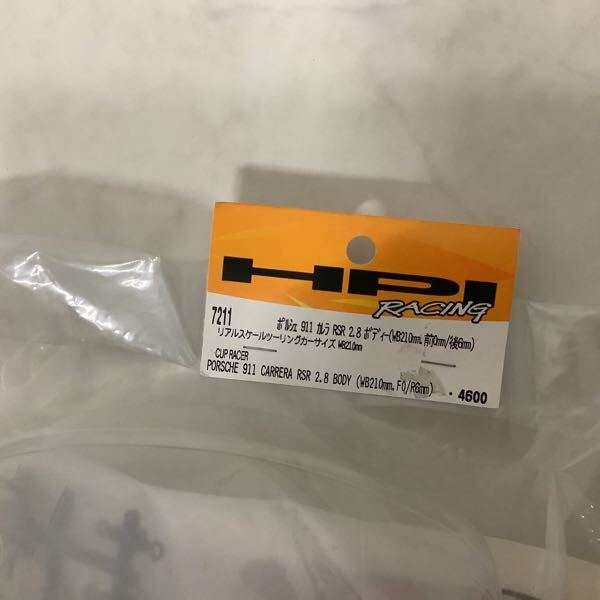 HPI
RACING
7211
ポルシェ 911 カレラ RSR 2.8 ボディー(WB210mm.前0mm/後6mm)
リアルスケールツーリングカーサイズ WB210mm
CUP RACER
PORSCHE 911 CARRERA RSR 2.8 BODY (WB210mm.F0/R6mm) . 4600